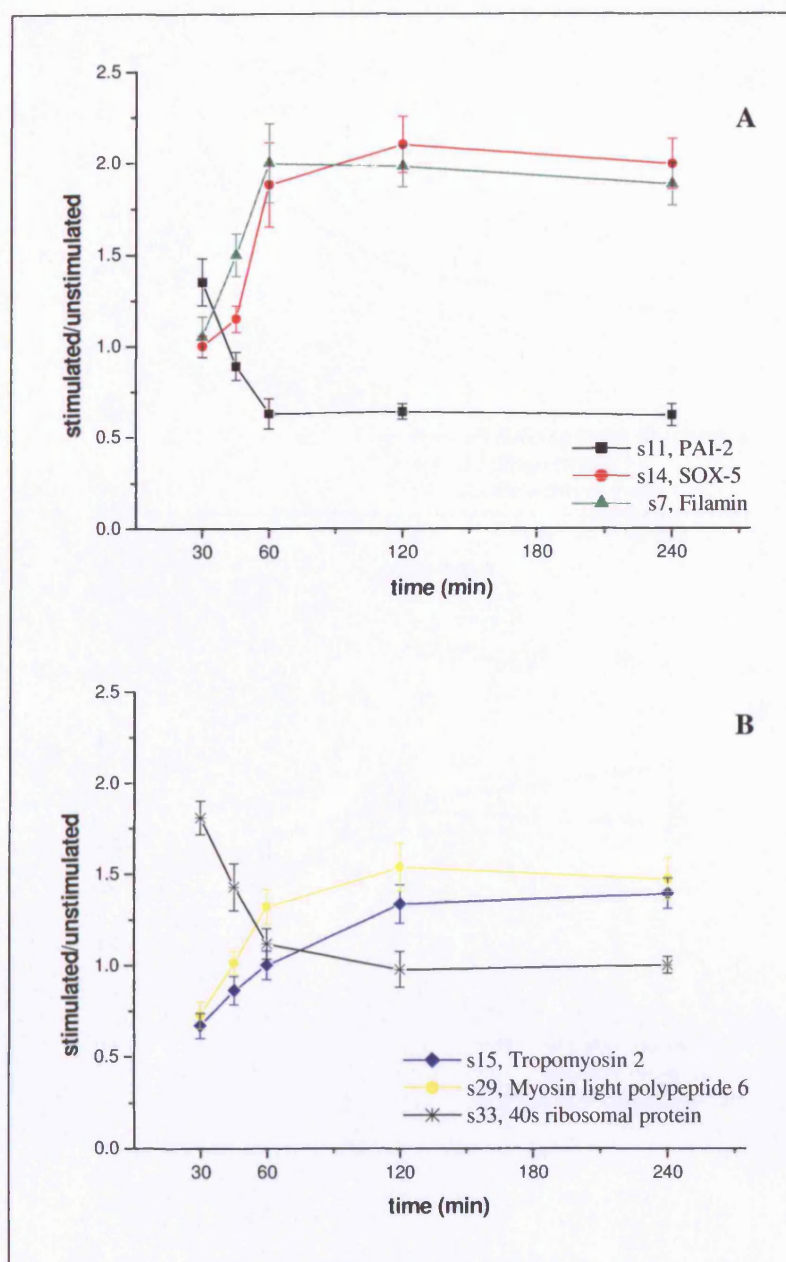 A
stimulated/unstimulated
2.5
2.0
1.5
1.0
0.5
0.0
s11, PAI-2
s14, SOX-5
s7, Filamin
30 60 120 180 240
time (min)
B
stimulated/unstimulated
2.5
2.0
1.5
1.0
0.5
0.0
s15, Tropomyosin 2
s29, Myosin light polypeptide 6
s33, 40s ribosomal protein
30 60 120 180 240
time (min)